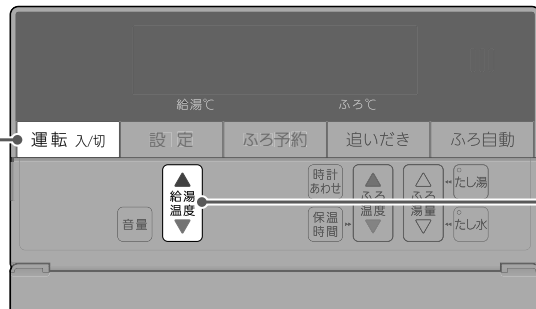 給湯℃ ふろ℃
運転 入/切 設定 ふろ予約 追いだき ふろ自動
▲
給湯
温度
▼
音量
時計
あわせ
保温
時間
▲
ふろ
温度
▼
△
ふろ
湯量
▽
たし湯
たし水